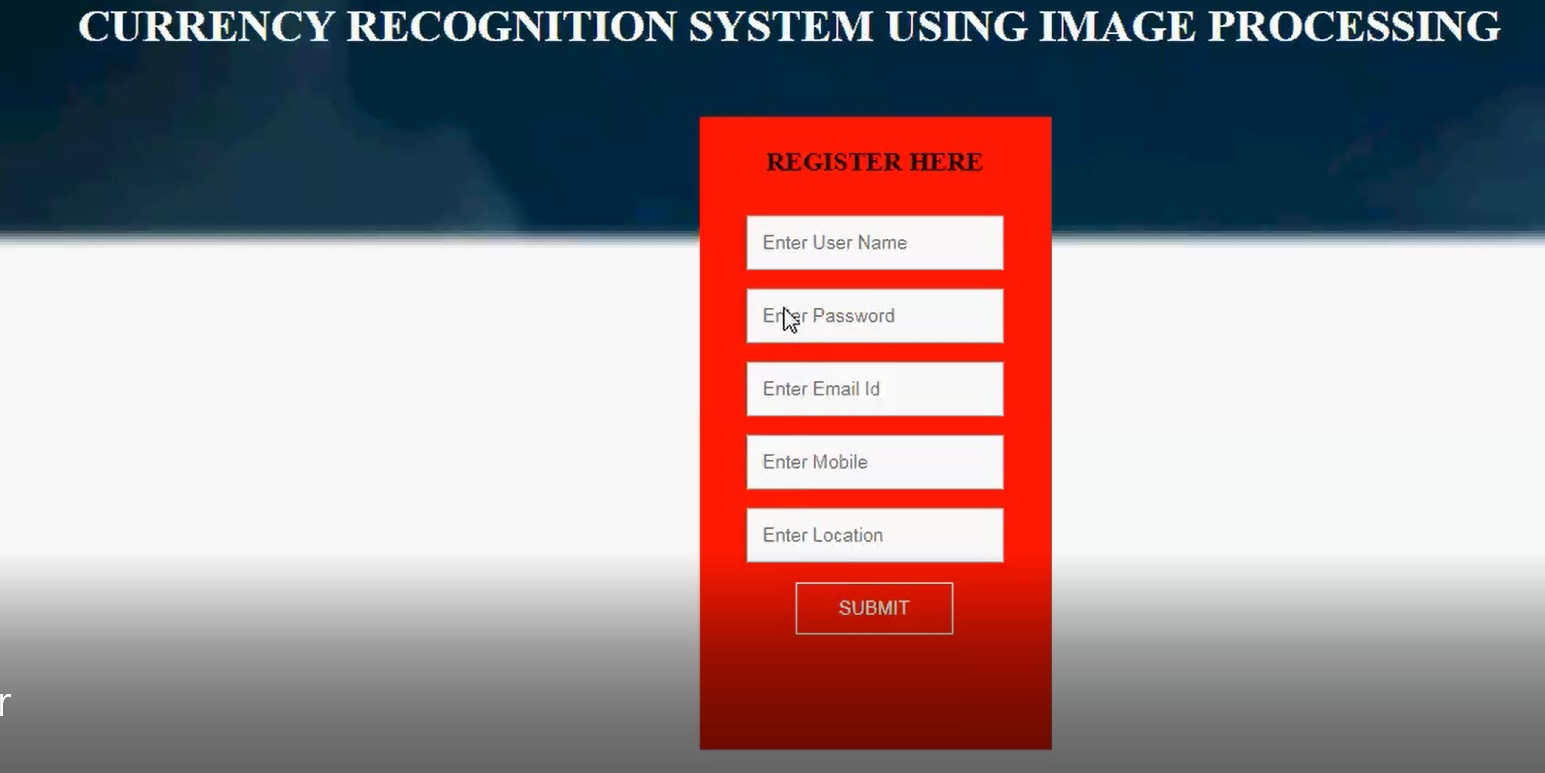 CURRENCY RECOGNITION SYSTEM USING IMAGE PROCESSING
REGISTER HERE
Enter User Name
Enter Password
Enter Email Id
Enter Mobile
Enter Location
SUBMIT
r